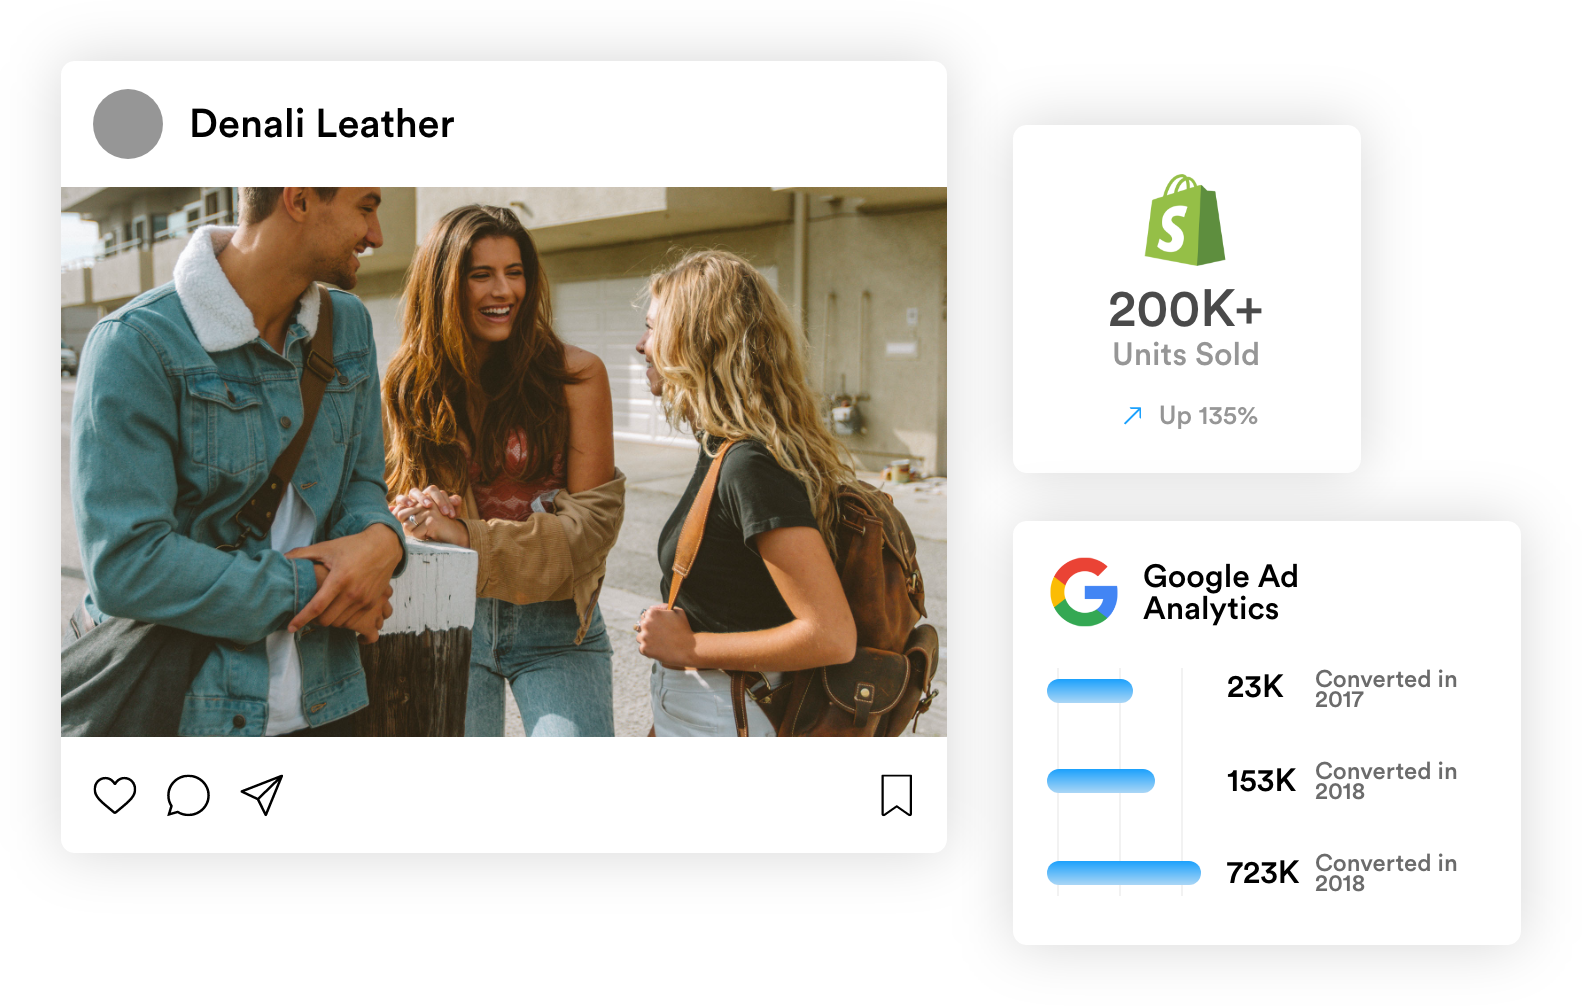 Denali Leather
S
200K+
Units Sold
Up 135%
Google Ad
Analytics
23K
Converted in
2017
153K
Converted in
2018
723K
Converted in
2018